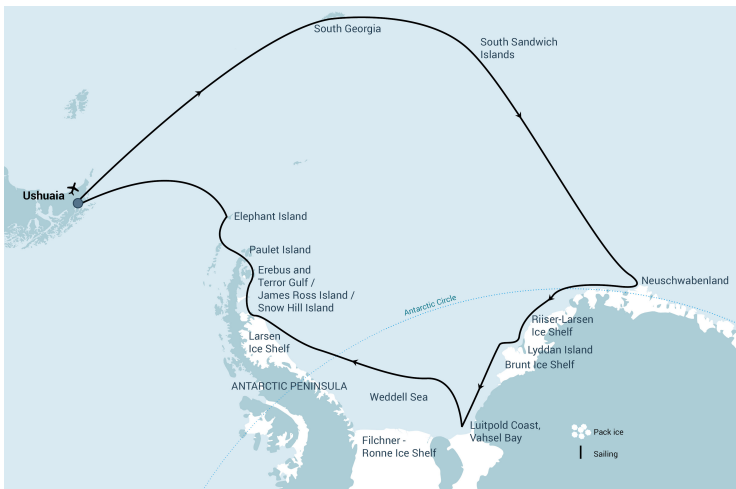 South Georgia
South Sandwich
Islands
Ushuaia
Elephant Island
Paulet Island
Erebus and
Terror Gulf /
James Ross Island /
Snow Hill Island
Neuschwabenland
Antarctic Circle
Riiser-Larsen
Ice Shelf
Larsen
Ice Shelf
Lyddan Island
Brunt Ice Shelf
ANTARCTIC PENINSULA
Weddell Sea
Luitpold Coast,
Vahsel Bay
Filchner -
Ronne Ice Shelf
Pack ice
Sailing